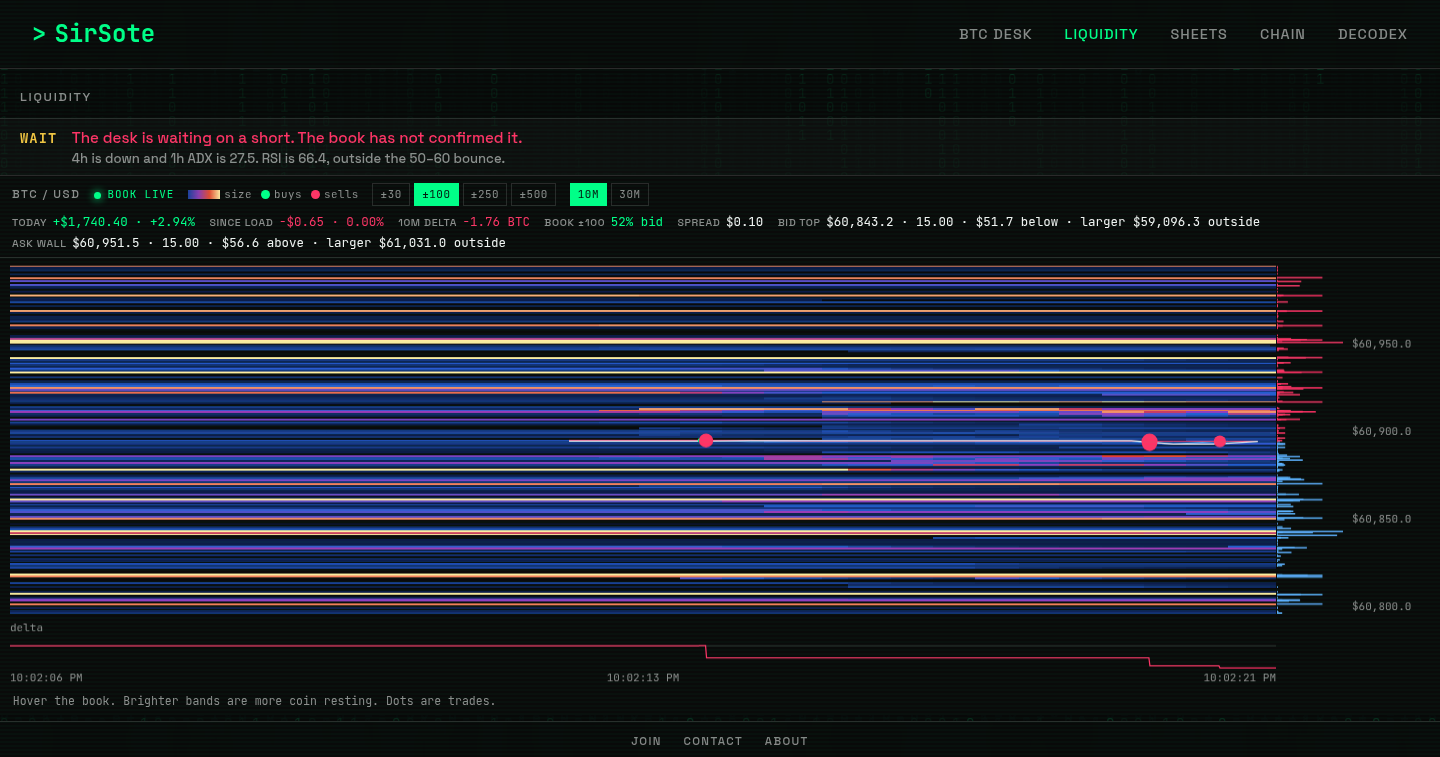 > SirSote
BTC DESK LIQUIDITY SHEETS CHAIN DECODEX
LIQUIDITY
WAIT The desk is waiting on a short. The book has not confirmed it.
4h is down and 1h ADX is 27.5. RSI is 66.4, outside the 50–60 bounce.
BTC / USD BOOK LIVE size buys sells ±30 ±100 ±250 ±500 10M 30M
TODAY +$1,740.40 · +2.94% SINCE LOAD -$0.65 · 0.00% 10M DELTA -1.76 BTC BOOK ±100 52% bid SPREAD $0.10 BID TOP $60,843.2 · 15.00 · $51.7 below · larger $59,096.3 outside
ASK WALL $60,951.5 · 15.00 · $56.6 above · larger $61,031.0 outside
$60,950.0
$60,900.0
$60,850.0
$60,800.0
delta
10:02:06 PM 10:02:13 PM 10:02:21 PM
Hover the book. Brighter bands are more coin resting. Dots are trades.
JOIN CONTACT ABOUT